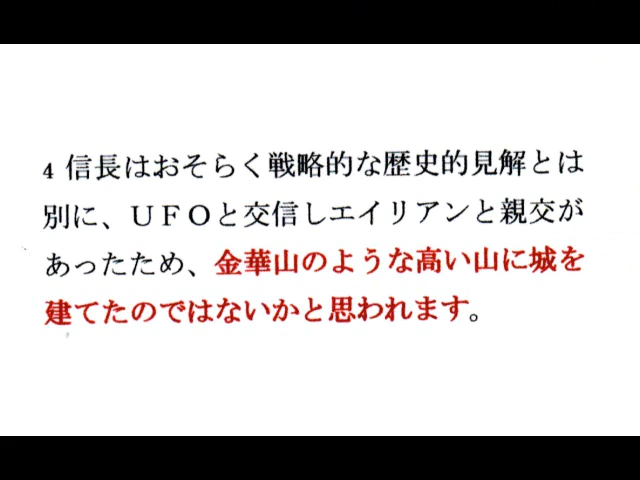 4 信長はおそらく戦略的な歴史的見解とは
別に、ＵＦＯと交信しエイリアンと親交が
あったため、金華山のような高い山に城を
建てたのではないかと思われます。